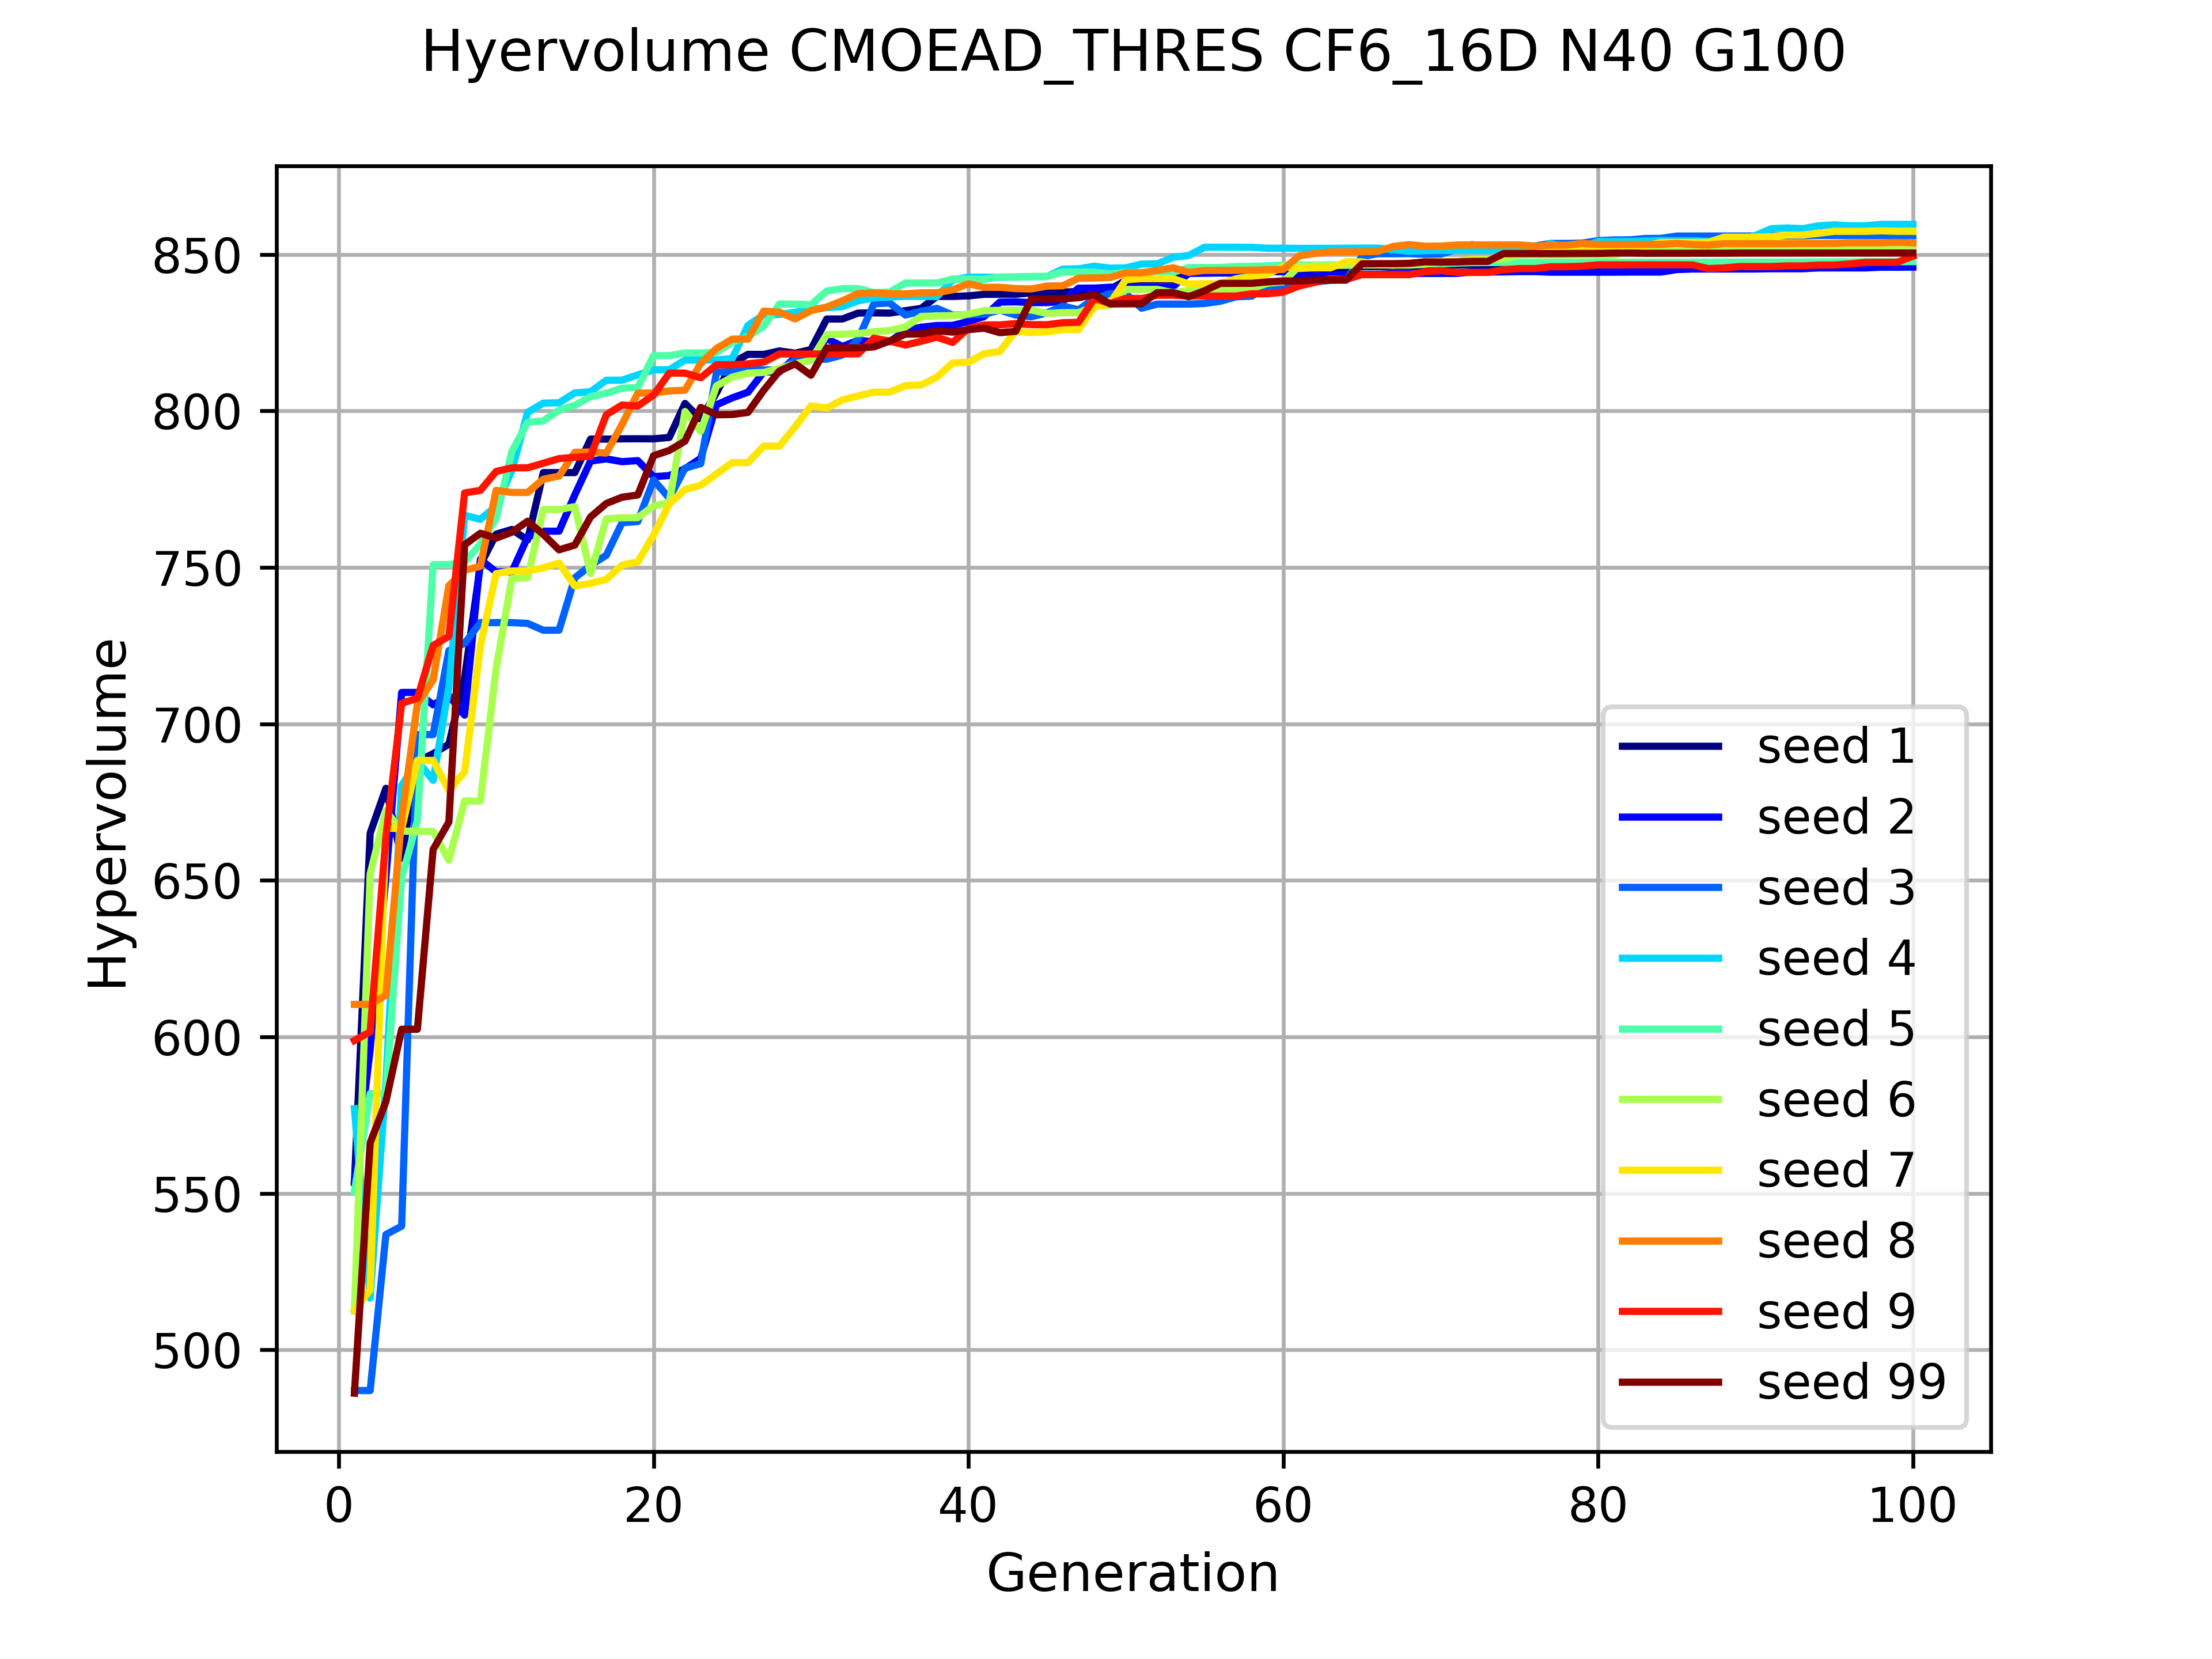 Hyervolume CMOEAD_THRES CF6_16D N40 G100
850
800
750
700
650
600
550
500
Hypervolume
seed 1
seed 2
seed 3
seed 4
seed 5
seed 6
seed 7
seed 8
seed 9
seed 99
0 20 40 60 80 100
Generation